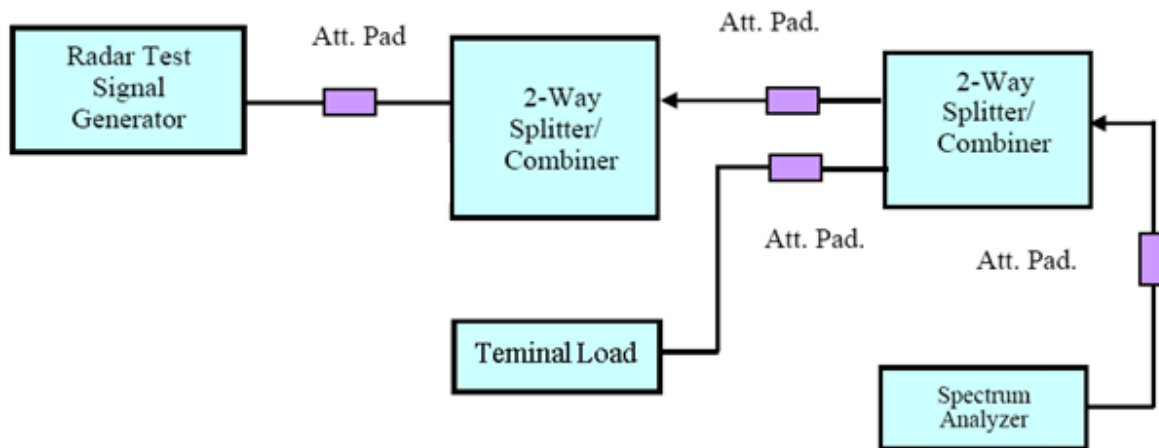 Radar Test
Signal
Generator
Att. Pad
2-Way
Splitter/
Combiner
Att. Pad.
2-Way
Splitter/
Combiner
Att. Pad.
Att. Pad.
Teminal Load
Spectrum
Analyzer